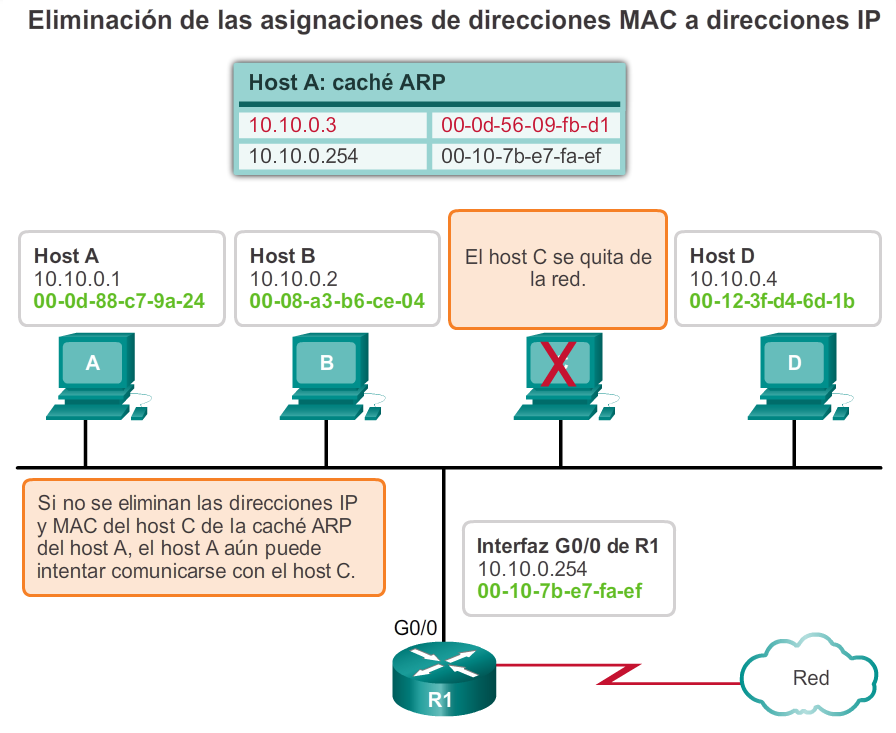 Eliminación de las asignaciones de direcciones MAC a direcciones IP
Host A: caché ARP
10.10.0.3 00-0d-56-09-fb-d1
10.10.0.254 00-10-7b-e7-fa-ef
Host A
10.10.0.1
00-0d-88-c7-9a-24
Host B
10.10.0.2
00-08-a3-b6-ce-04
El host C se quita de
la red.
Host D
10.10.0.4
00-12-3f-d4-6d-1b
A
B
D
Si no se eliminan las direcciones IP
y MAC del host C de la caché ARP
del host A, el host A aún puede
intentar comunicarse con el host C.
Interfaz G0/0 de R1
10.10.0.254
00-10-7b-e7-fa-ef
G0/0
R1
Red